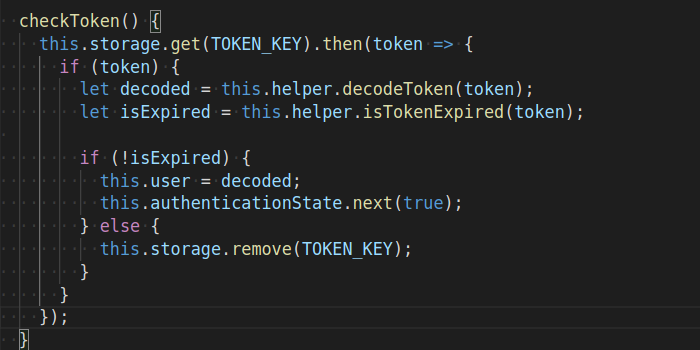 checkToken() {
this.storage.get(TOKEN_KEY).then(token => {
if (token) {
let decoded = this.helper.decodeToken(token);
let isExpired = this.helper.isTokenExpired(token);
if (!isExpired) {
this.user = decoded;
this.authenticationState.next(true);
} else {
this.storage.remove(TOKEN_KEY);
}
}
});
}